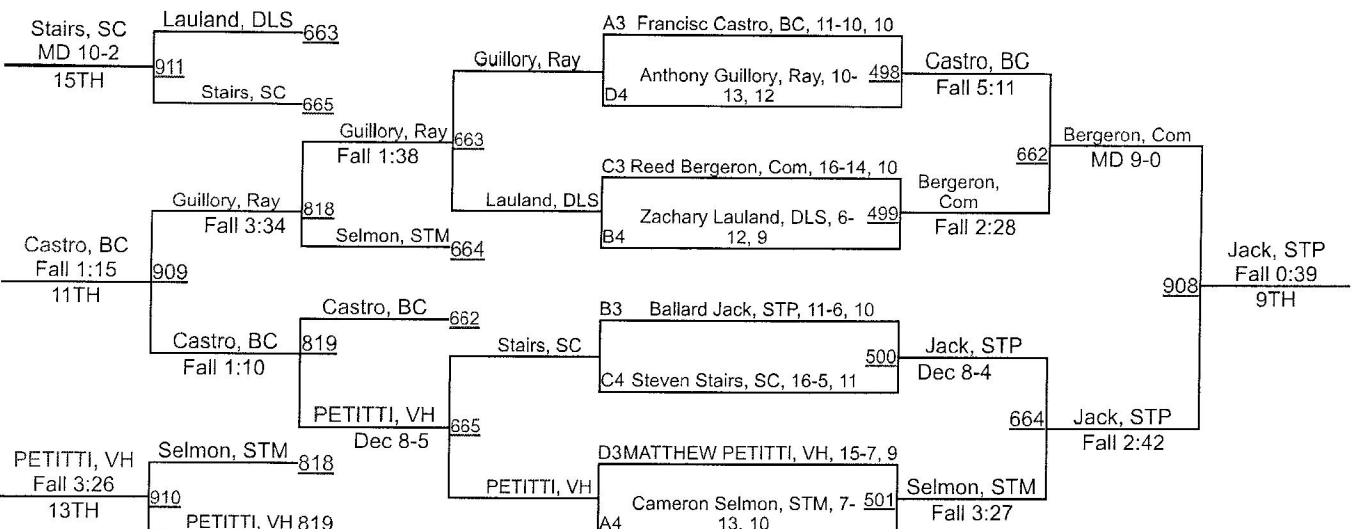 Stairs, SC
MD 10-2
15TH
911
Lauland, DLS
663
Stairs, SC
665
Castro, BC
Fall 1:15
11TH
909
Guillory, Ray
Fall 3:34
818
Guillory, Ray
Fall 1:38
663
Selmon, STM
664
Castro, BC
Fall 1:10
819
Castro, BC
662
PETITTI, VH
Dec 8-5
665
PETITTI, VH
Fall 3:26
13TH
910
Selmon, STM
818
PETITTI, VH
819
Guillory, Ray
Lauland, DLS
Stairs, SC
PETITTI, VH
A3 Francisc Castro, BC, 11-10, 10
Anthony Guillory, Ray, 10-
13, 12
D4
498
C3 Reed Bergeron, Com, 16-14, 10
Zachary Lauland, DLS, 6-
12, 9
B4
499
B3 Ballard Jack, STP, 11-6, 10
C4 Steven Stairs, SC, 16-5, 11
500
D3MATTHEW PETITTI, VH, 15-7, 9
Cameron Selmon, STM, 7-
13, 10
A4
501
Castro, BC
Fall 5:11
662
Bergeron,
Com
Fall 2:28
Jack, STP
Dec 8-4
664
Selmon, STM
Fall 3:27
Bergeron, Com
MD 9-0
Jack, STP
Fall 2:42
908
Jack, STP
Fall 0:39
9TH